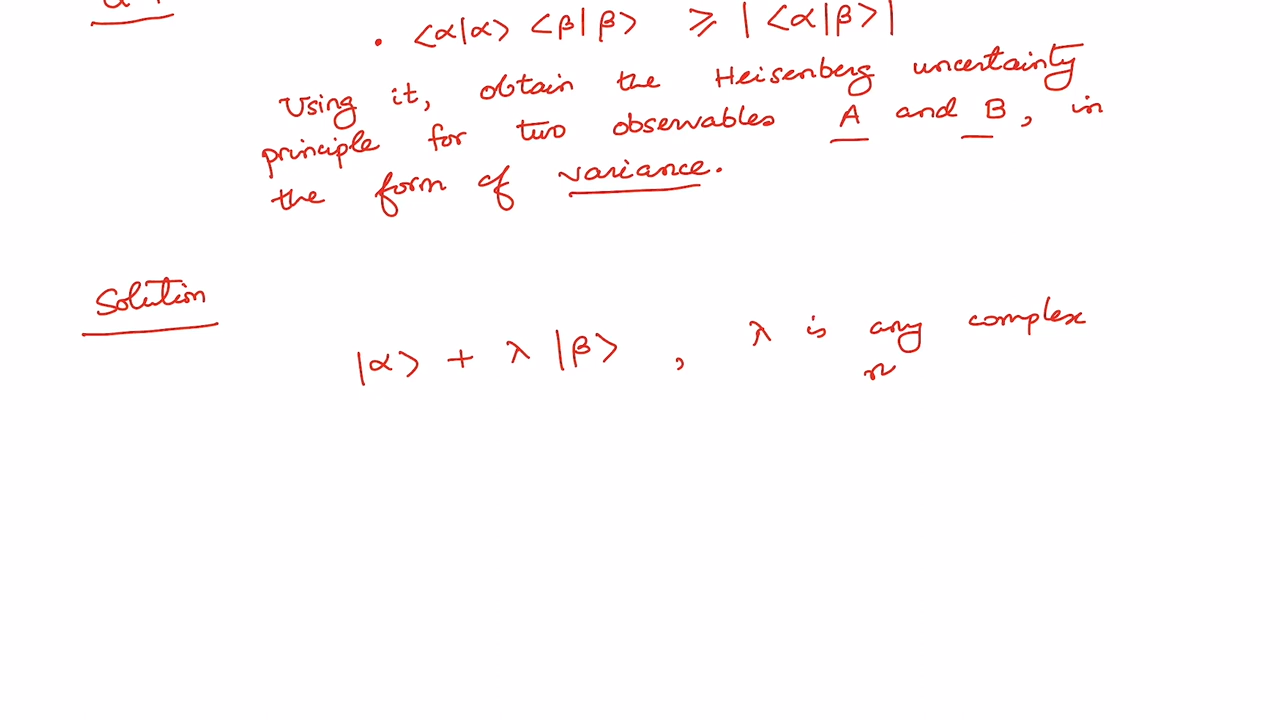 . <α|α> <β|β> ⩾ | <α|β> |
Using it, obtain the Heisenberg uncertainty
principle for two observables A and B, in
the form of variance.
Solution
|α> + λ |β> , λ is any complex
n